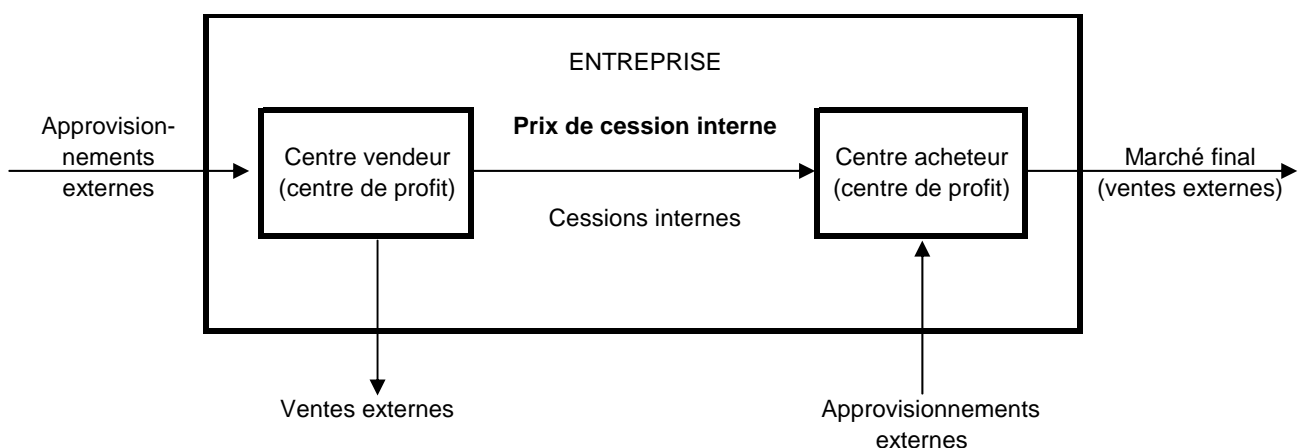 ENTREPRISE
Approvision-
nements
externes
Centre vendeur
(centre de profit)
Prix de cession interne
Cessions internes
Centre acheteur
(centre de profit)
Marché final
(ventes externes)
Ventes externes
Approvisionnements
externes